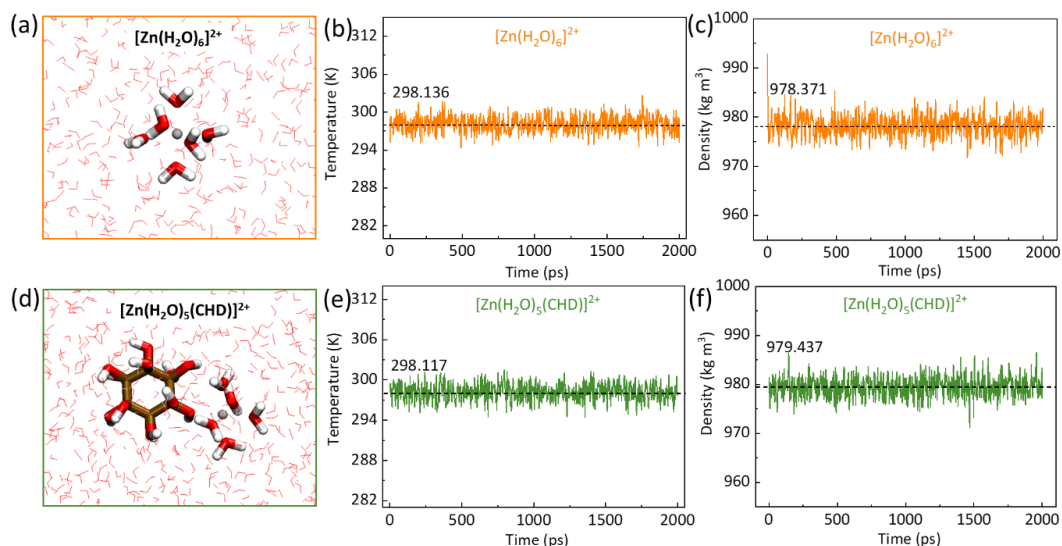 (a)
[Zn(H₂O)₆]²⁺
(b)
[Zn(H₂O)₆]²⁺
298.136
Temperature (K)
312
306
300
294
288
282
0 500 1000 1500 2000
Time (ps)
(c)
[Zn(H₂O)₆]²⁺
978.371
Density (kg m³)
1000
990
980
970
960
0 500 1000 1500 2000
Time (ps)
(d)
[Zn(H₂O)₅(CHD)]²⁺
(e)
[Zn(H₂O)₅(CHD)]²⁺
298.117
Temperature (K)
312
306
300
294
288
282
0 500 1000 1500 2000
Time (ps)
(f)
[Zn(H₂O)₅(CHD)]²⁺
979.437
Density (kg m³)
1000
990
980
970
960
0 500 1000 1500 2000
Time (ps)